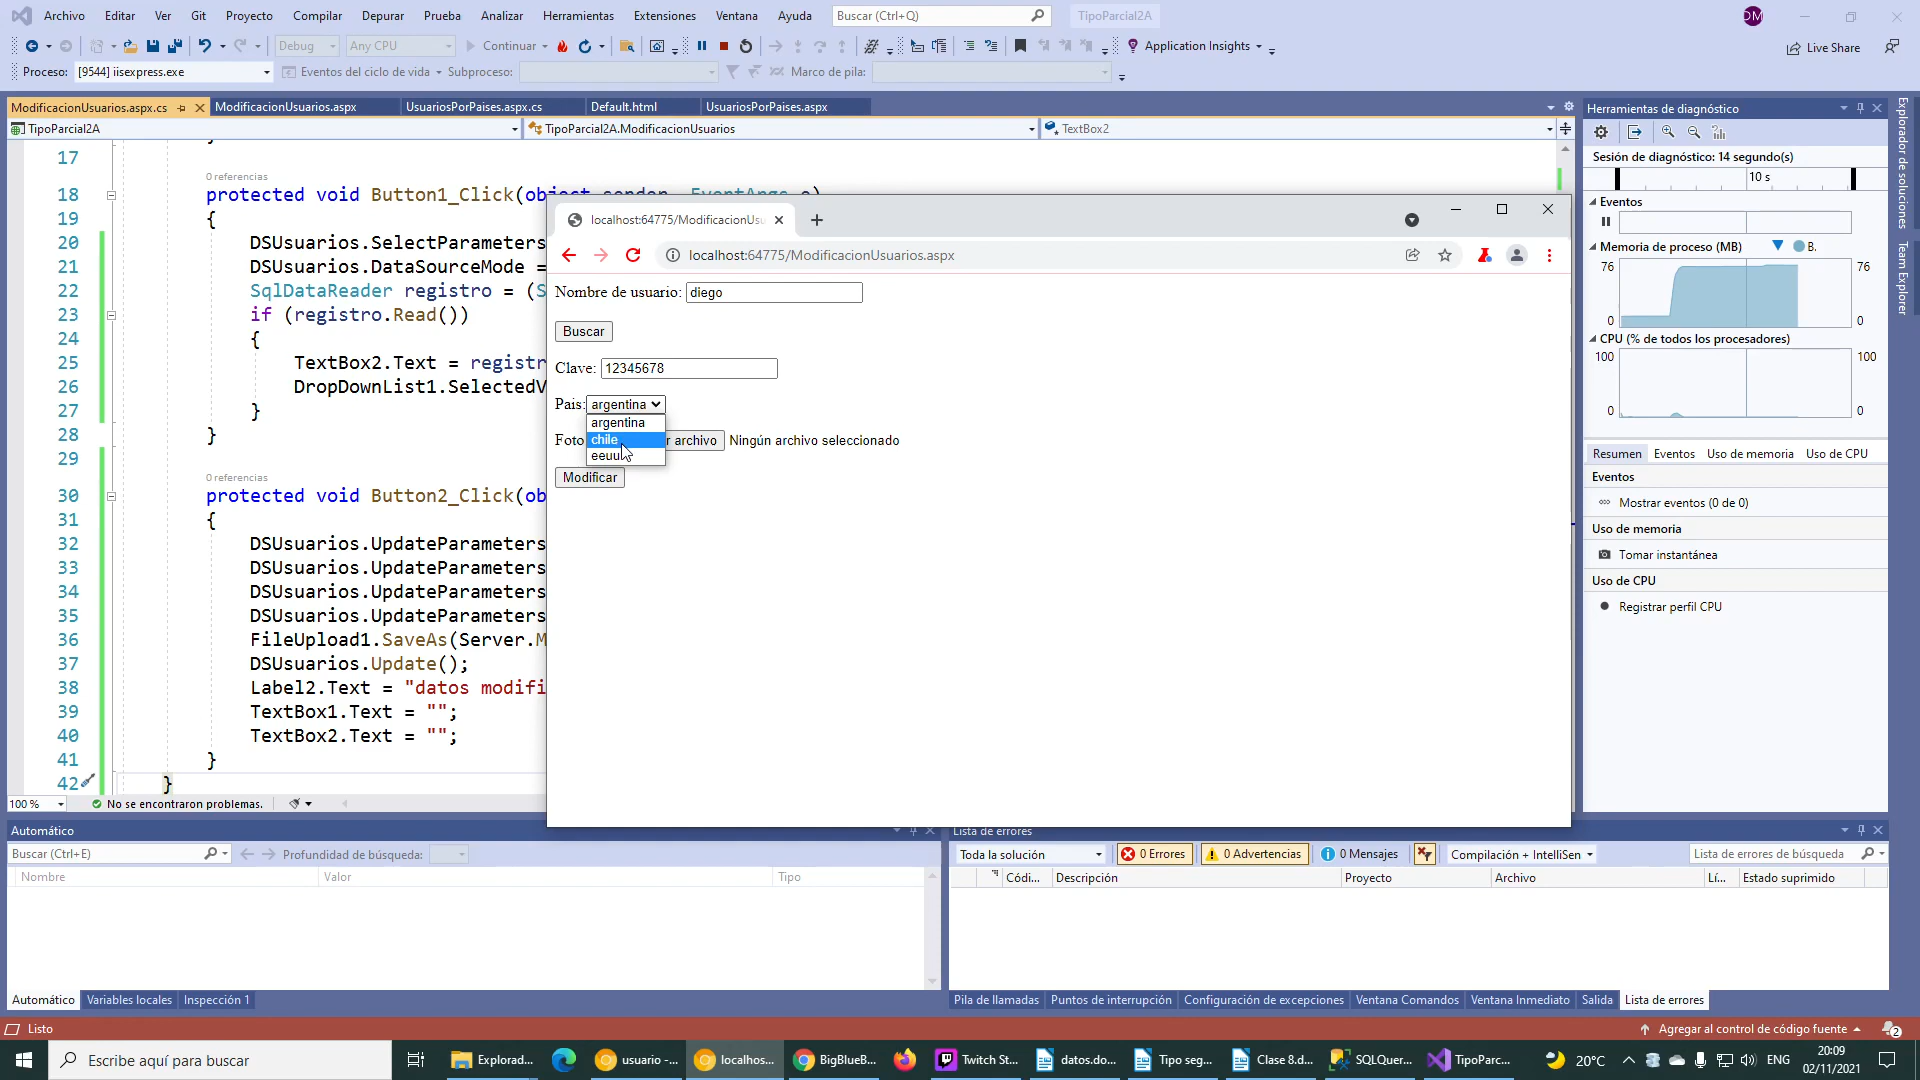 Archivo Editar Ver Git Proyecto Compilar Depurar Prueba Analizar Herramientas Extensiones Ventana Ayuda Buscar (Ctrl+Q) TipoParcial2A DM
Debug Any CPU Continuar Application Insights Live Share
Proceso: [9544] iisexpress.exe Eventos del ciclo de vida Subproceso: Marco de pila:
ModificacionUsuarios.aspx.cs ModificacionUsuarios.aspx UsuariosPorPaises.aspx.cs Default.html UsuariosPorPaises.aspx
TipoParcial2A TipoParcial2A.ModificacionUsuarios TextBox2
17
0 referencias
18 protected void Button1_Click(object sender, EventArgs e)
19 {
20 DSUsuarios.SelectParameters
21 DSUsuarios.DataSourceMode =
22 SqlDataReader registro = (S
23 if (registro.Read())
24 {
25 TextBox2.Text = registr
26 DropDownList1.SelectedV
27 }
28 }
29
0 referencias
30 protected void Button2_Click(ob
31 {
32 DSUsuarios.UpdateParameters
33 DSUsuarios.UpdateParameters
34 DSUsuarios.UpdateParameters
35 DSUsuarios.UpdateParameters
36 FileUpload1.SaveAs(Server.M
37 DSUsuarios.Update();
38 Label2.Text = "datos modifi
39 TextBox1.Text = "";
40 TextBox2.Text = "";
41 }
42 }
100 % No se encontraron problemas.
localhost:64775/ModificacionUsu
localhost:64775/ModificacionUsuarios.aspx
Nombre de usuario: diego
Buscar
Clave: 12345678
Pais: argentina
argentina
chile
eeuu
Foto r archivo Ningún archivo seleccionado
Modificar
Herramientas de diagnóstico
Sesión de diagnóstico: 14 segundo(s)
10 s
Eventos
Memoria de proceso (MB) B.
76 76
0 0
CPU (% de todos los procesadores)
100 100
0 0
Resumen Eventos Uso de memoria Uso de CPU
Eventos
Mostrar eventos (0 de 0)
Uso de memoria
Tomar instantánea
Uso de CPU
Registrar perfil CPU
Explorador de soluciones
Team Explorer
Automático
Buscar (Ctrl+E) Profundidad de búsqueda:
Nombre Valor Tipo
Automático Variables locales Inspección 1
Lista de errores
Toda la solución 0 Errores 0 Advertencias 0 Mensajes Compilación + IntelliSen Lista de errores de búsqueda
Códi... Descripción Proyecto Archivo Lí... Estado suprimido
Pila de llamadas Puntos de interrupción Configuración de excepciones Ventana Comandos Ventana Inmediato Salida Lista de errores
Listo Agregar al control de código fuente 2
Escribe aquí para buscar Explorad... usuario -... localhos... BigBlueB... Twitch St... datos.do... Tipo seg... Clase 8.d... SQLQuer... TipoParc... 20°C ENG 20:09
02/11/2021